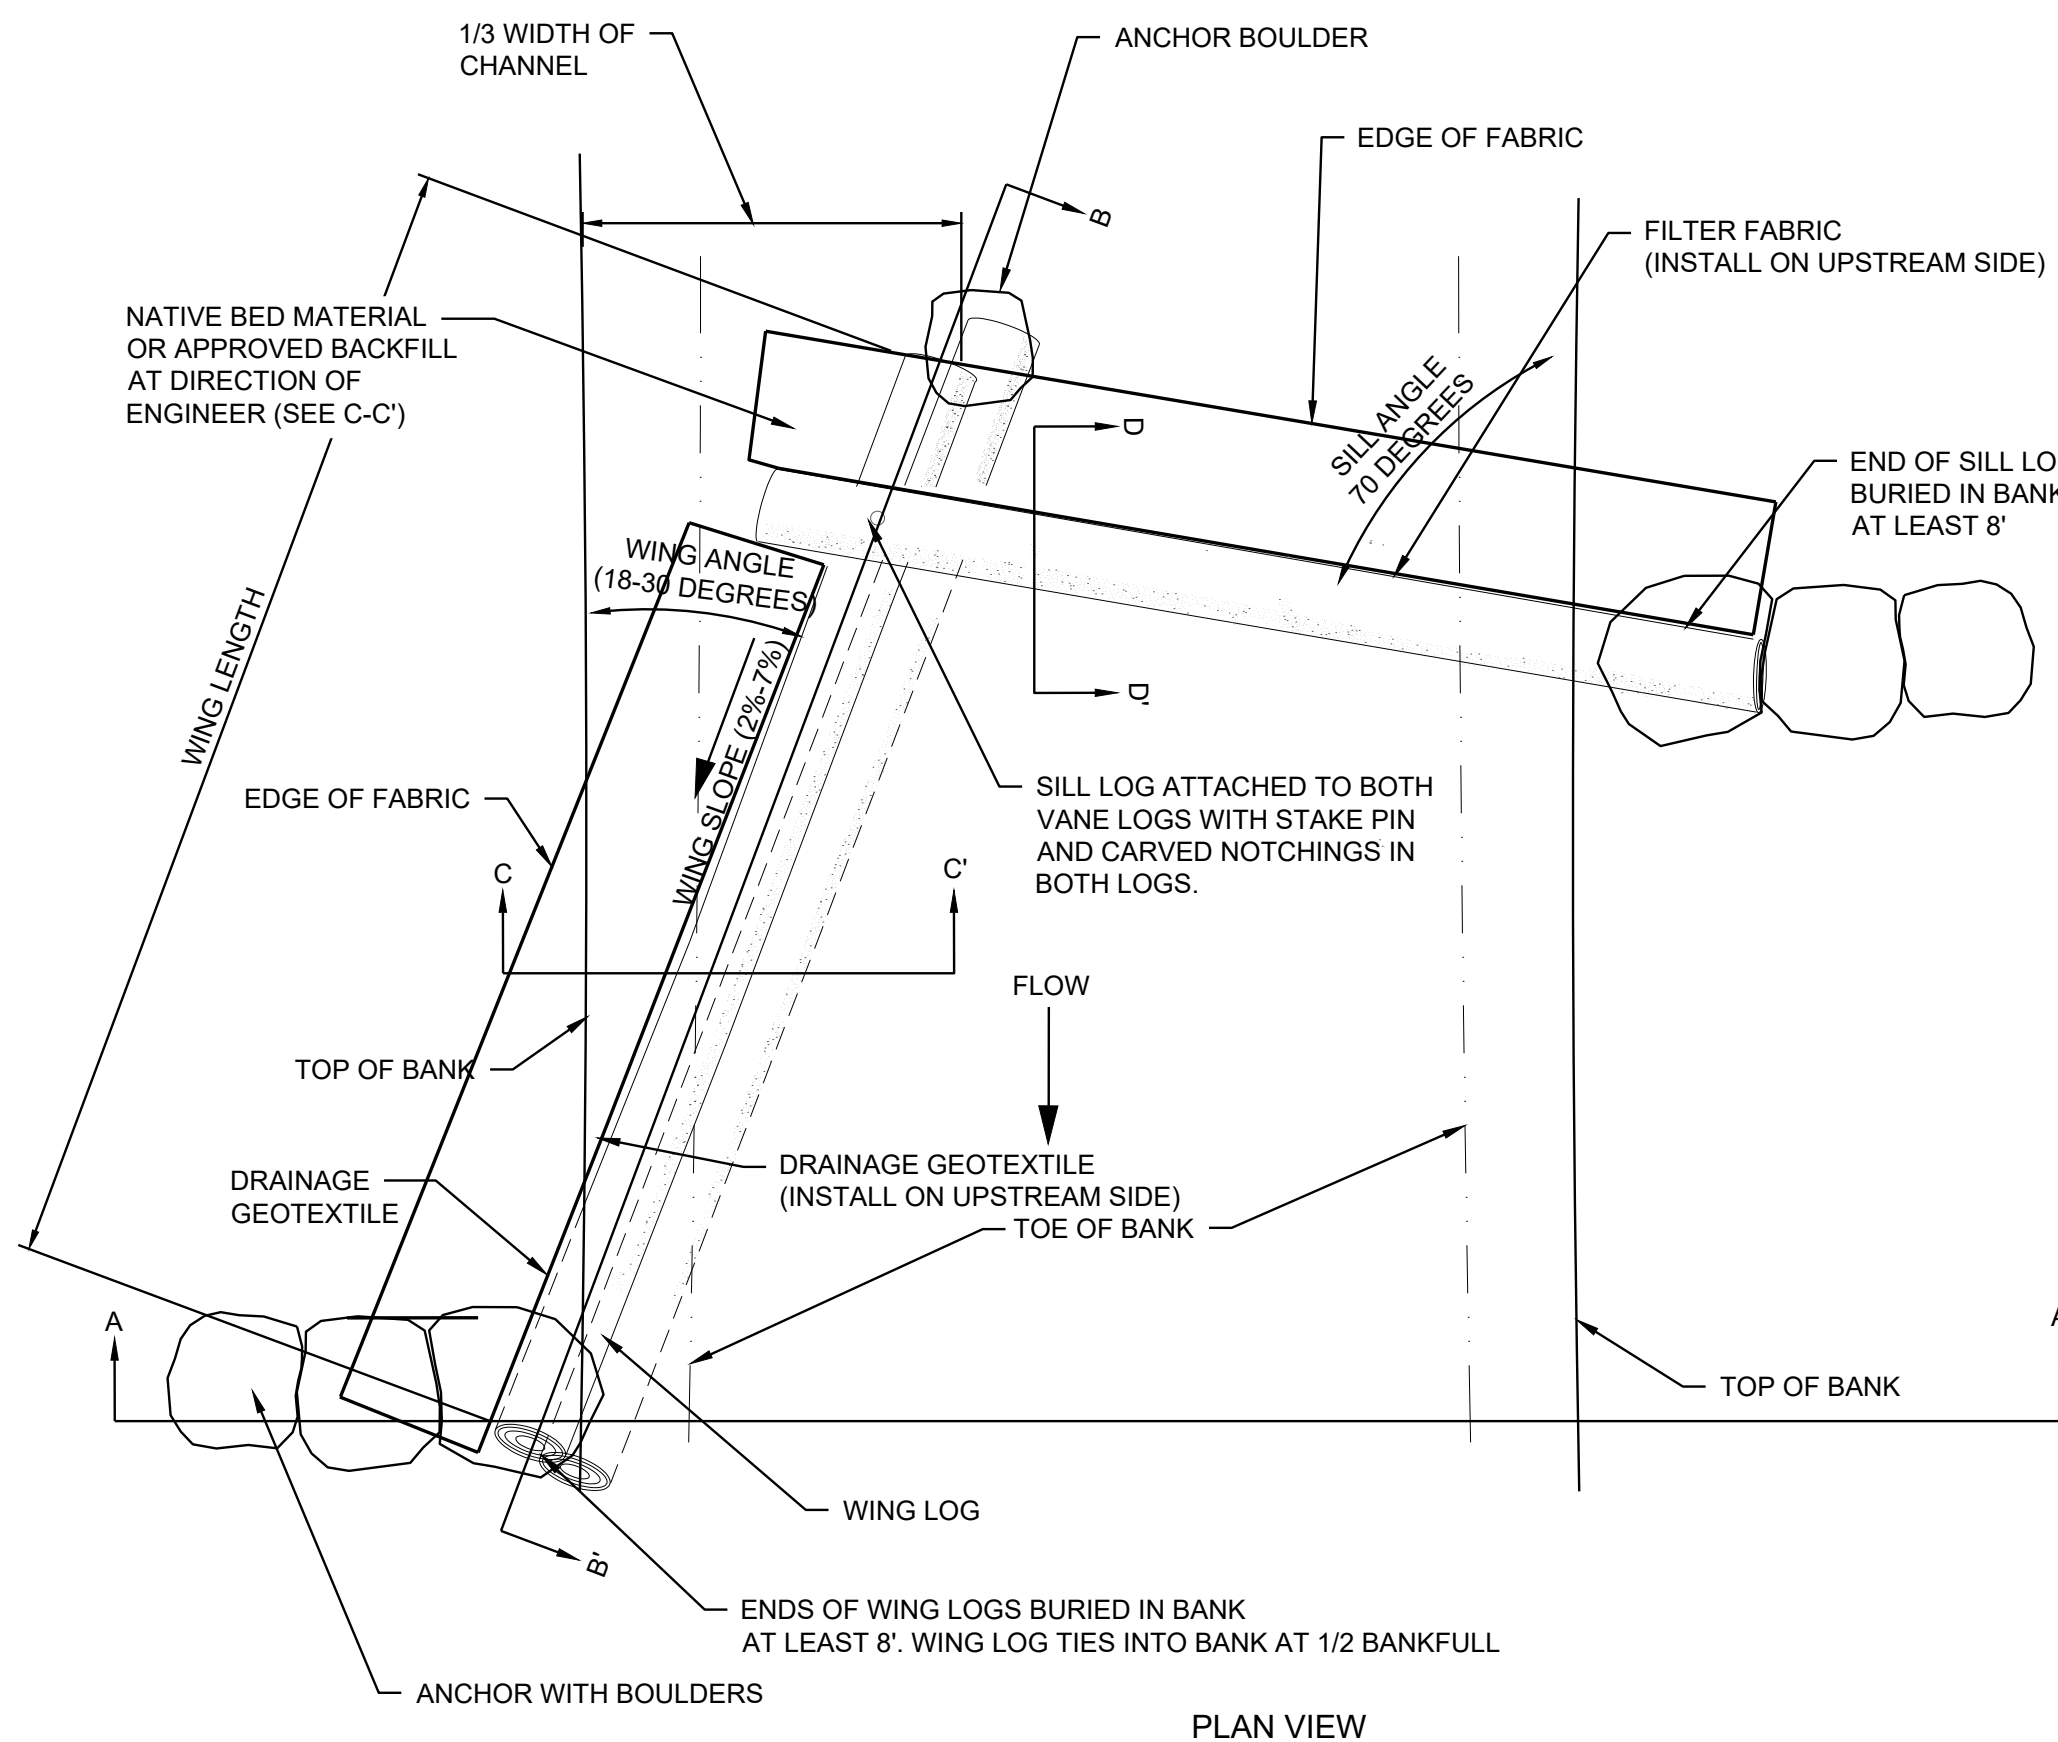 1/3 WIDTH OF
CHANNEL
ANCHOR BOULDER
EDGE OF FABRIC
B
FILTER FABRIC
(INSTALL ON UPSTREAM SIDE)
NATIVE BED MATERIAL
OR APPROVED BACKFILL
AT DIRECTION OF
ENGINEER (SEE C-C')
SILL ANGLE
70 DEGREES
D
END OF SILL LO
BURIED IN BANK
AT LEAST 8'
WING ANGLE
(18-30 DEGREES)
WING LENGTH
WING SLOPE (2%-7%)
D'
EDGE OF FABRIC
SILL LOG ATTACHED TO BOTH
VANE LOGS WITH STAKE PIN
AND CARVED NOTCHINGS IN
BOTH LOGS.
C
C'
FLOW
TOP OF BANK
DRAINAGE GEOTEXTILE
(INSTALL ON UPSTREAM SIDE)
DRAINAGE
GEOTEXTILE
TOE OF BANK
A
A
TOP OF BANK
WING LOG
B'
ENDS OF WING LOGS BURIED IN BANK
AT LEAST 8'. WING LOG TIES INTO BANK AT 1/2 BANKFULL
ANCHOR WITH BOULDERS
PLAN VIEW